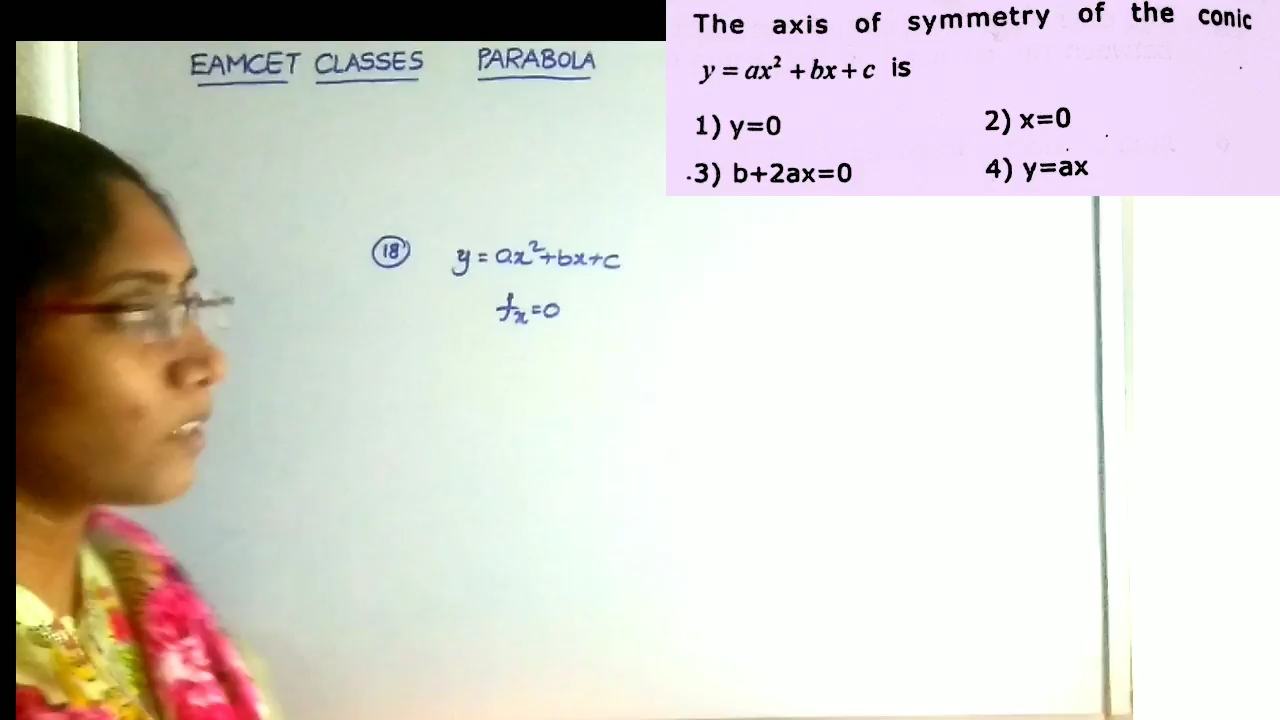 EAMCET CLASSES PARABOLA
The axis of symmetry of the conic
y = ax² + bx + c is
1) y=0 2) x=0
.3) b+2ax=0 4) y=ax
18 y = ax²+bx+c
fx=0